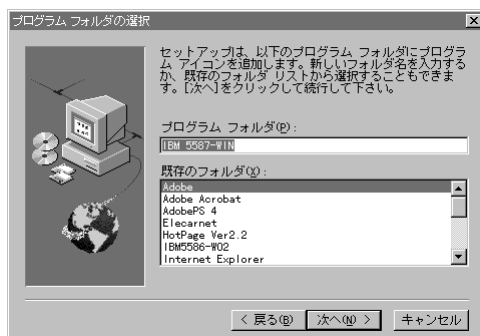 プログラム フォルダの選択
セットアップは、以下のプログラム フォルダにプログラ
ム アイコンを追加します。新しいフォルダ名を入力する
か、既存のフォルダ リストから選択することもできま
す。[次へ]をクリックして続行して下さい。
プログラム フォルダ(P):
IBM 5587-WIN
既存のフォルダ(X):
Adobe
Adobe Acrobat
AdobePS 4
Elecarnet
HotPage Ver2.2
IBM5586-W02
Internet Explorer
< 戻る(B)
次へ(N) >
キャンセル